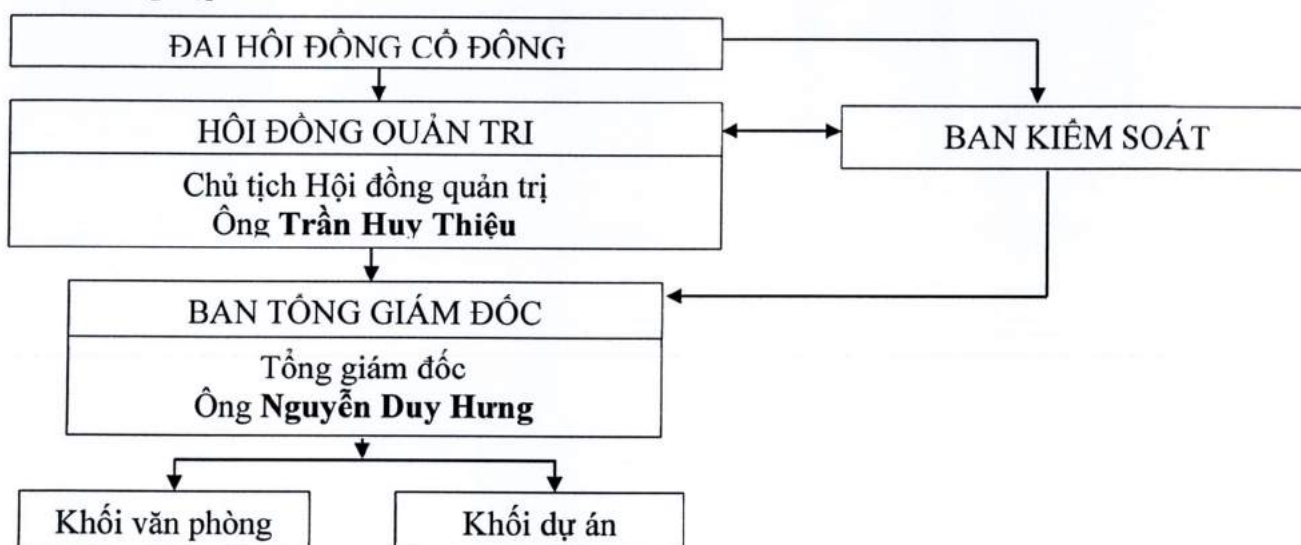 ĐẠI HỘI ĐỒNG CỔ ĐÔNG
HỘI ĐỒNG QUẢN TRỊ
BAN KIỂM SOÁT
Chủ tịch Hội đồng quản trị
Ông Trần Huy Thiệu
BAN TỔNG GIÁM ĐỐC
Tổng giám đốc
Ông Nguyễn Duy Hưng
Khối văn phòng
Khối dự án